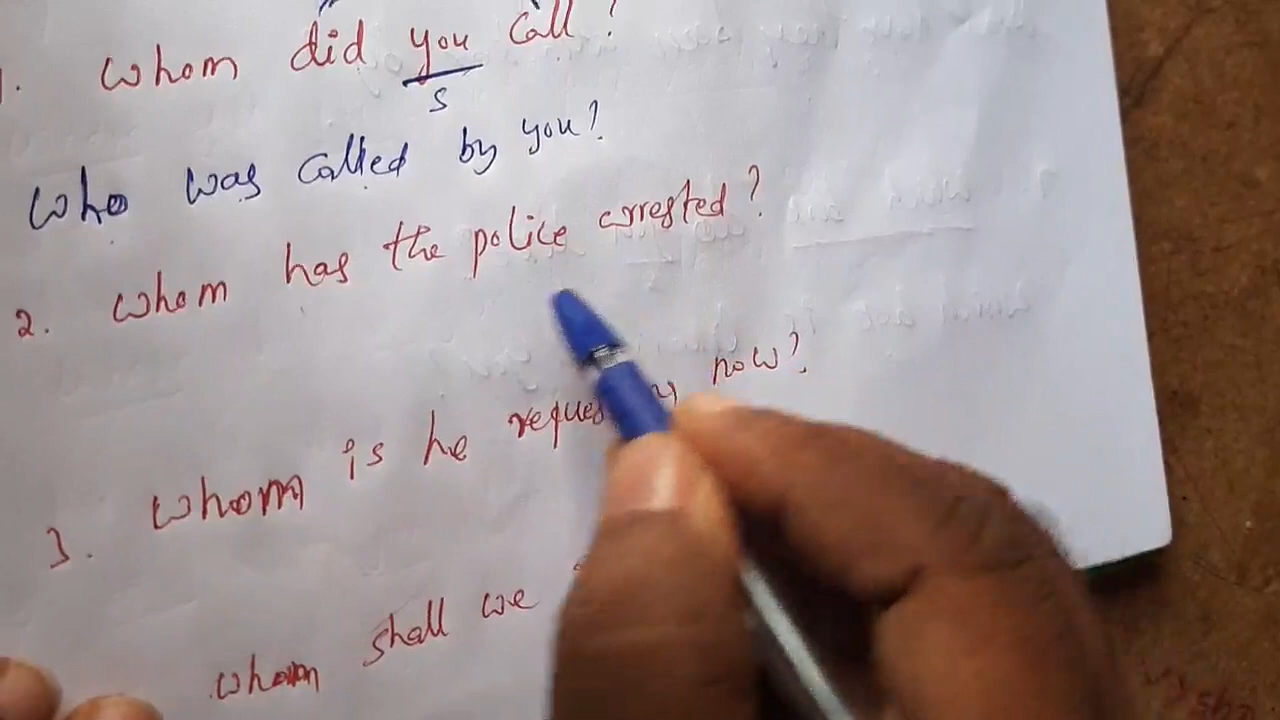 1. Whom did you call?
S
Who was called by you?
2. Whom has the police arrested?
3. Whom is he now?
Whom shall we